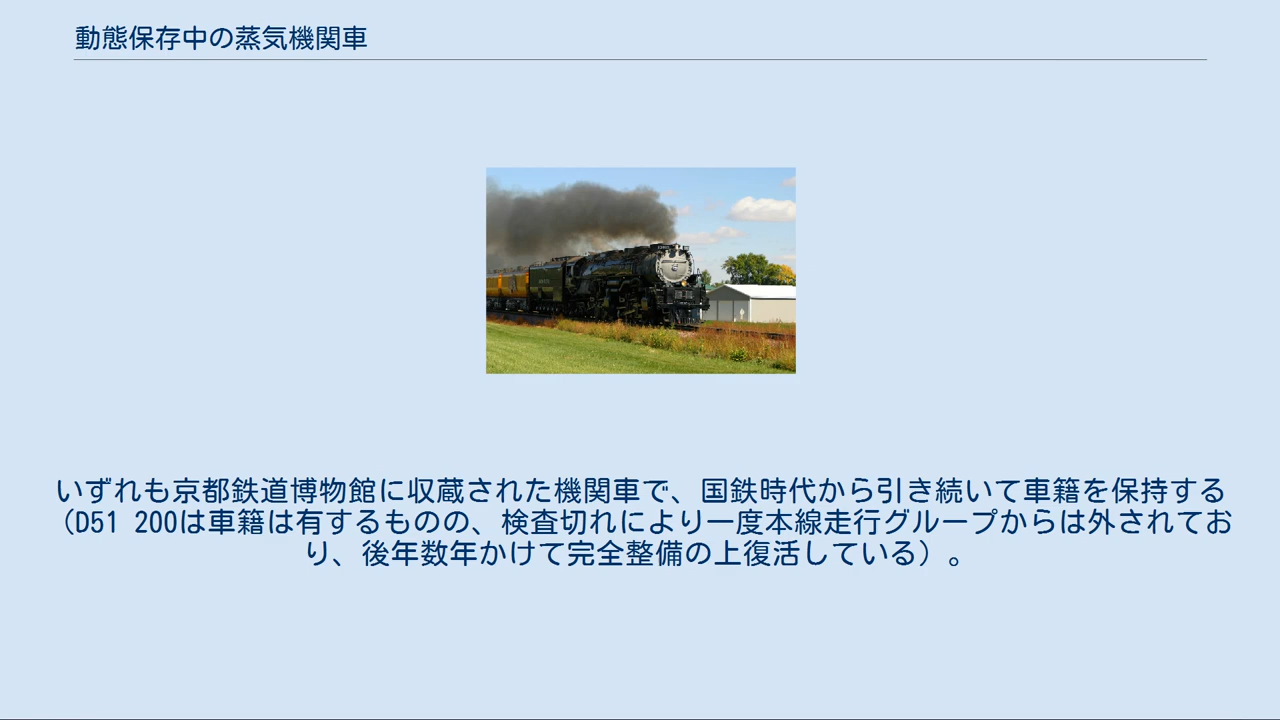 動態保存中の蒸気機関車
いずれも京都鉄道博物館に収蔵された機関車で、国鉄時代から引き続いて車籍を保持する
（D51 200は車籍は有するものの、検査切れにより一度本線走行グループからは外されてお
り、後年数年かけて完全整備の上復活している）。